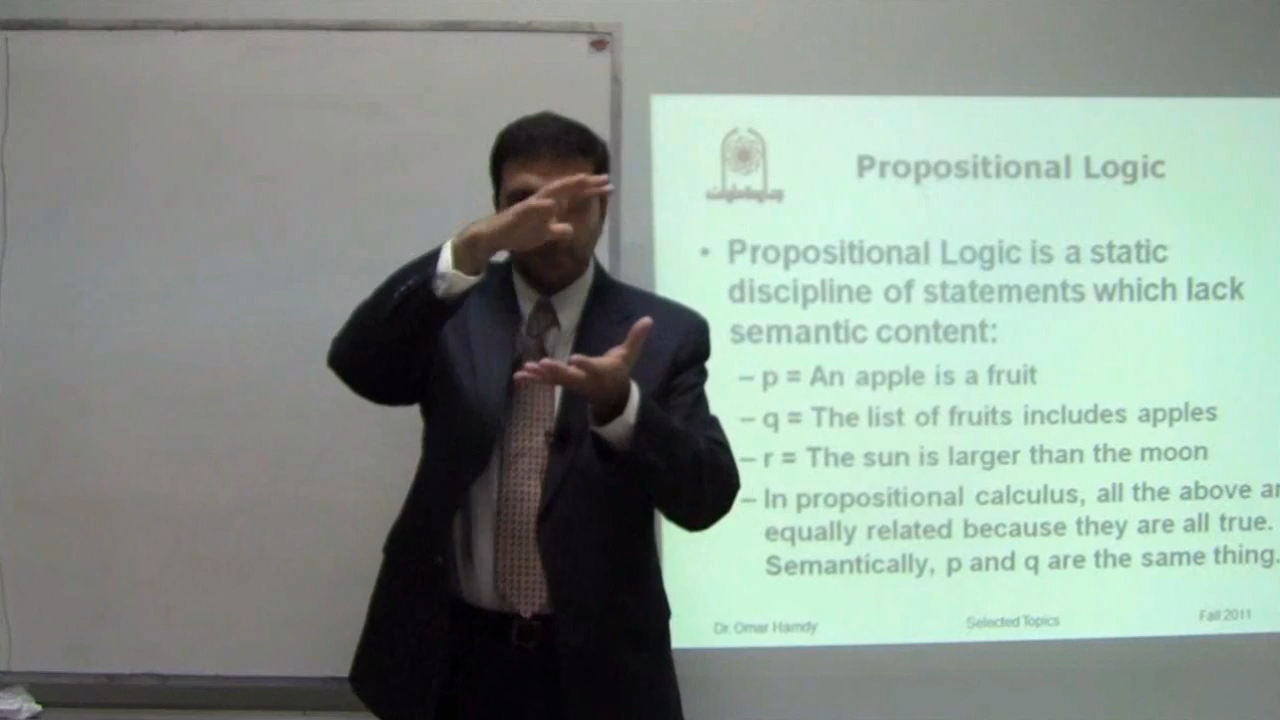 Propositional Logic
• Propositional Logic is a static
discipline of statements which lack
semantic content:
– p = An apple is a fruit
– q = The list of fruits includes apples
– r = The sun is larger than the moon
– In propositional calculus, all the above ar
equally related because they are all true.
Semantically, p and q are the same thing.
Dr. Omar Hamdy
Selected Topics
Fall 2011